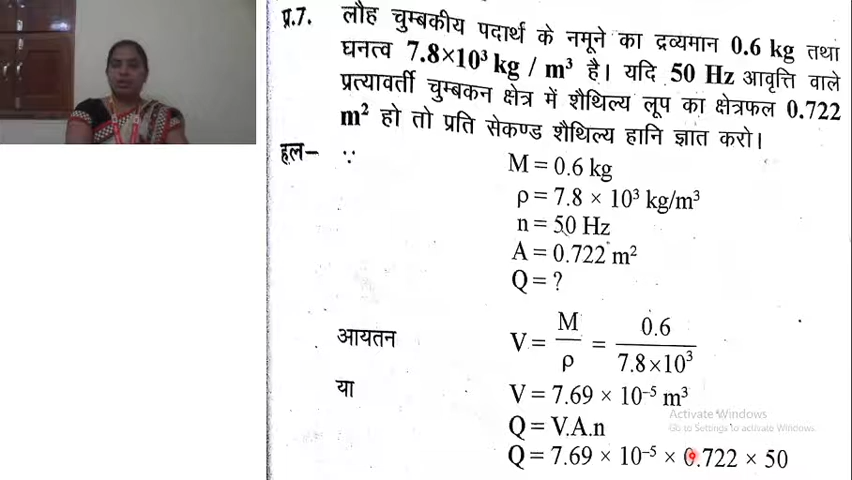 प्र.7. लौह चुम्बकीय पदार्थ के नमूने का द्रव्यमान 0.6 kg तथा
घनत्व 7.8×10³ kg / m³ है। यदि 50 Hz आवृत्ति वाले
प्रत्यावर्ती चुम्बकन क्षेत्र में शैथिल्य लूप का क्षेत्रफल 0.722
m² हो तो प्रति सेकण्ड शैथिल्य हानि ज्ञात करो।
हल– ∵ M = 0.6 kg
ρ = 7.8 × 10³ kg/m³
n = 50 Hz
A = 0.722 m²
Q = ?
आयतन V = M/ρ = 0.6/7.8×10³
या V = 7.69 × 10⁻⁵ m³
Activate Windows
Q = V.A.n
Go to Settings to activate Windows.
Q = 7.69 × 10⁻⁵ × 0.722 × 50